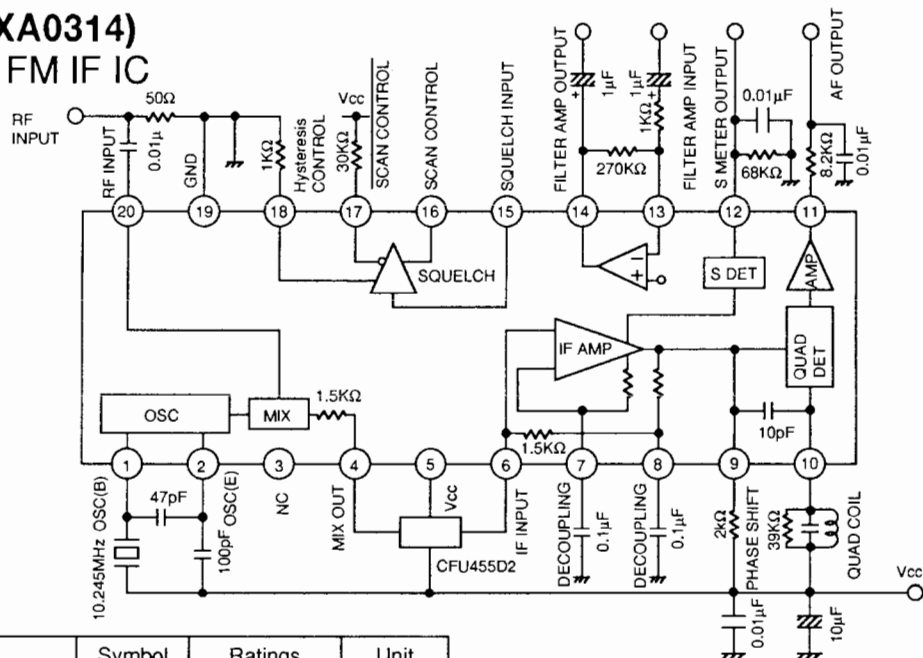 XA0314)
FM IF IC
RF INPUT
50Ω
RF INPUT
0.01μ
GND
1KΩ
Hysteresis CONTROL
Vcc
30KΩ
SCAN CONTROL
SCAN CONTROL
SQUELCH INPUT
FILTER AMP OUTPUT
+
1μF
270KΩ
1μF
+
1KΩ
FILTER AMP INPUT
S METER OUTPUT
0.01μF
68KΩ
AF OUTPUT
8.2KΩ
0.01μF
20
19
18
17
16
15
14
13
12
11
SQUELCH
−
+
S DET
AMP
IF AMP
QUAD DET
OSC
MIX
1.5KΩ
1.5KΩ
10pF
1
2
3
4
5
6
7
8
9
10
OSC(B)
10.245MHz
47pF
OSC(E)
100pF
NC
MIX OUT
Vcc
CFU455D2
IF INPUT
DECOUPLING
0.1μF
DECOUPLING
0.1μF
2kΩ
PHASE SHIFT
39KΩ
QUAD COIL
Vcc
0.01μF
10μF
Symbol Ratings Unit